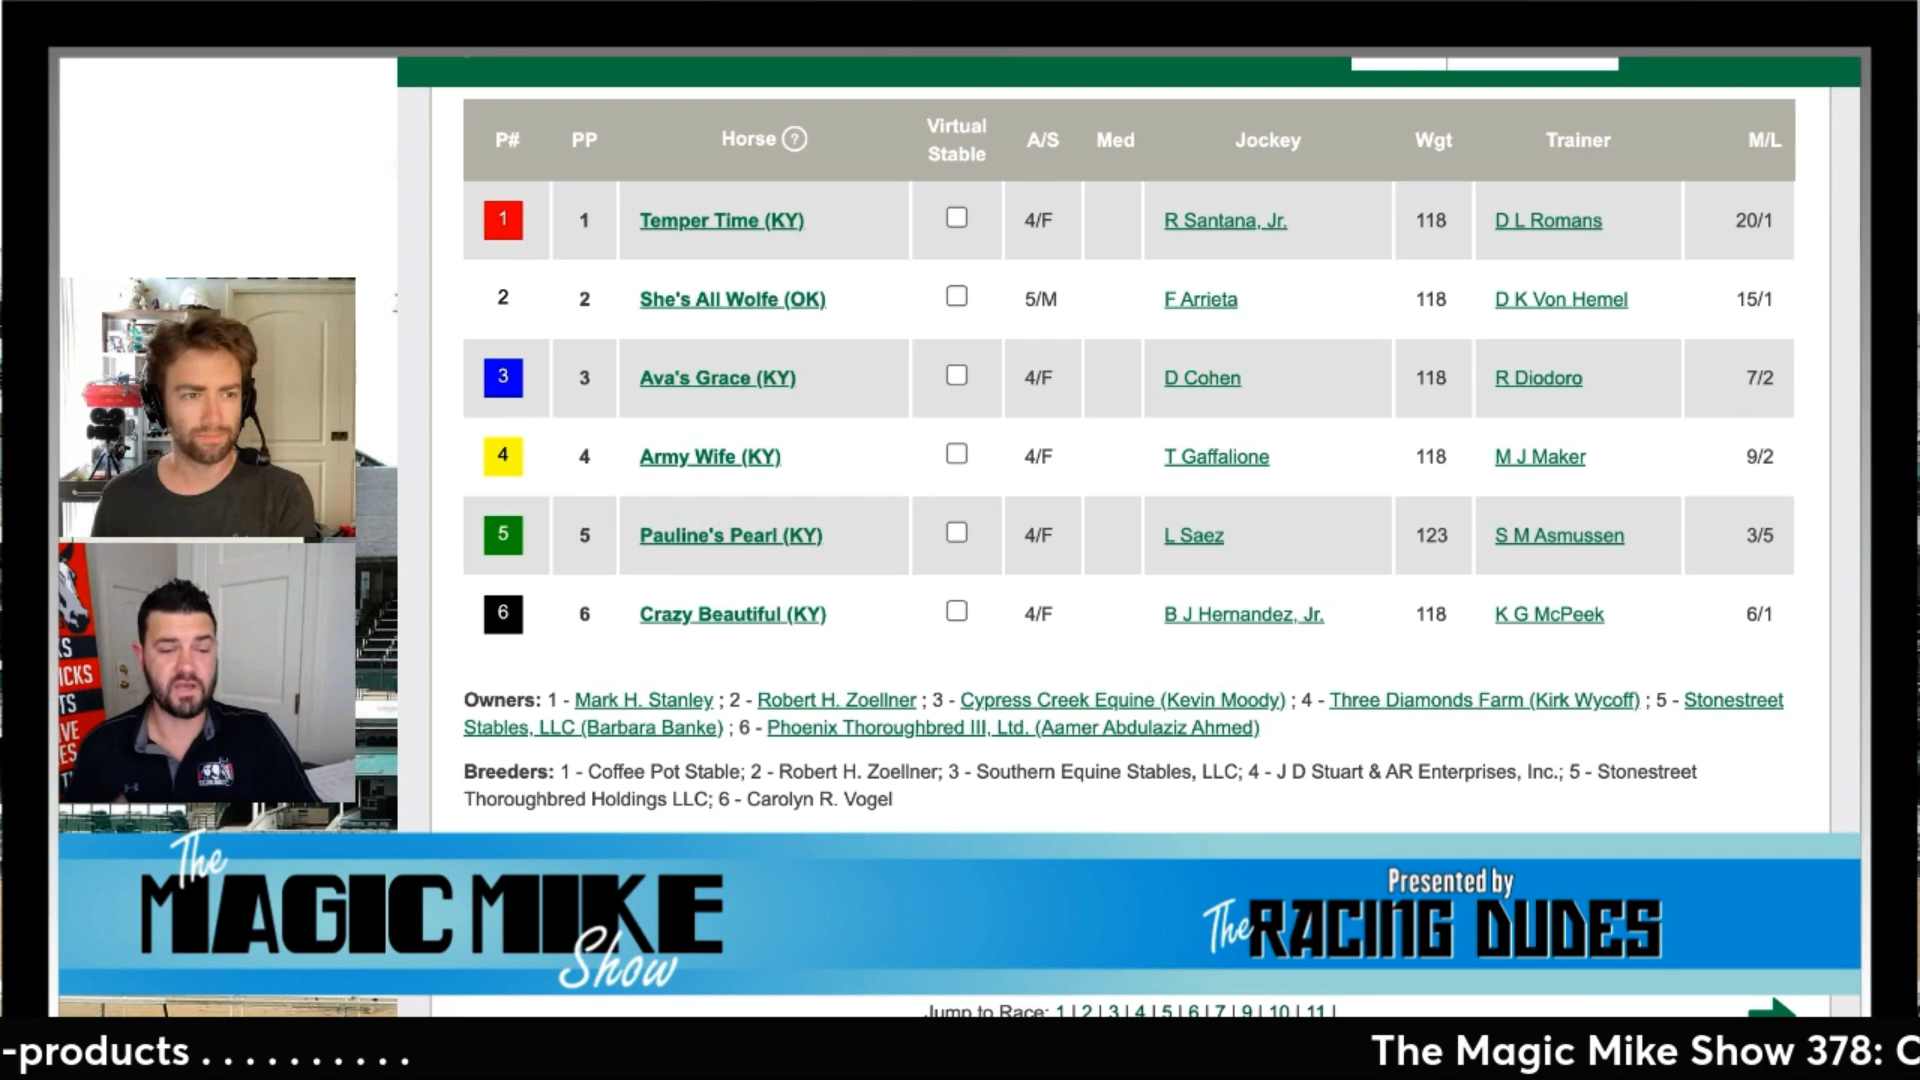 P# PP Horse ? Virtual Stable A/S Med Jockey Wgt Trainer M/L
1 1 Temper Time (KY) 4/F R Santana, Jr. 118 D L Romans 20/1
2 2 She's All Wolfe (OK) 5/M F Arrieta 118 D K Von Hemel 15/1
3 3 Ava's Grace (KY) 4/F D Cohen 118 R Diodoro 7/2
4 4 Army Wife (KY) 4/F T Gaffalione 118 M J Maker 9/2
5 5 Pauline's Pearl (KY) 4/F L Saez 123 S M Asmussen 3/5
6 6 Crazy Beautiful (KY) 4/F B J Hernandez, Jr. 118 K G McPeek 6/1
Owners: 1 - Mark H. Stanley ; 2 - Robert H. Zoellner ; 3 - Cypress Creek Equine (Kevin Moody) ; 4 - Three Diamonds Farm (Kirk Wycoff) ; 5 - Stonestreet
Stables, LLC (Barbara Banke) ; 6 - Phoenix Thoroughbred III, Ltd. (Aamer Abdulaziz Ahmed)
Breeders: 1 - Coffee Pot Stable; 2 - Robert H. Zoellner; 3 - Southern Equine Stables, LLC; 4 - J D Stuart & AR Enterprises, Inc.; 5 - Stonestreet
Thoroughbred Holdings LLC; 6 - Carolyn R. Vogel
The
MAGIC MIKE
Show
Presented by
The RACING DUDES
Jump to Race: 1 | 2 | 3 | 4 | 5 | 6 | 7 | 9 | 10 | 11 |
-products . . . . . . . . . . The Magic Mike Show 378: C